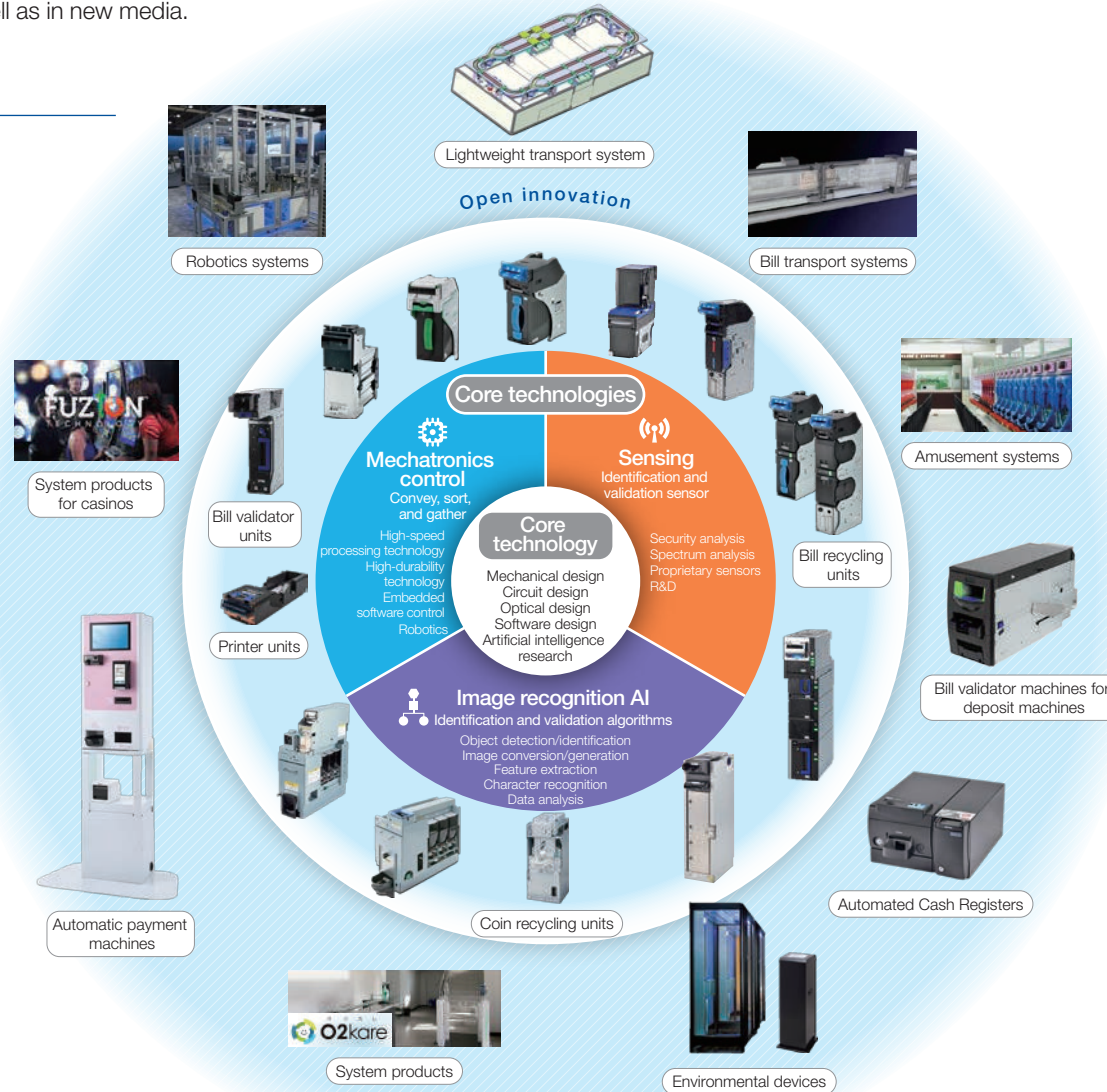 ll as in new media.
Lightweight transport system
Open innovation
Robotics systems
Bill transport systems
FUZION
TECHNOLOGY
System products
for casinos
Amusement systems
Core technologies
Mechatronics
control
Convey, sort,
and gather
High-speed
processing technology
High-durability
technology
Embedded
software control
Robotics
Sensing
Identification and
validation sensor
Security analysis
Spectrum analysis
Proprietary sensors
R&D
Core
technology
Mechanical design
Circuit design
Optical design
Software design
Artificial intelligence
research
Image recognition AI
Identification and validation algorithms
Object detection/identification
Image conversion/generation
Feature extraction
Character recognition
Data analysis
Bill validator
units
Printer units
Bill recycling
units
Coin recycling units
Bill validator machines for
deposit machines
Automated Cash Registers
Automatic payment
machines
O2kare
System products
Environmental devices